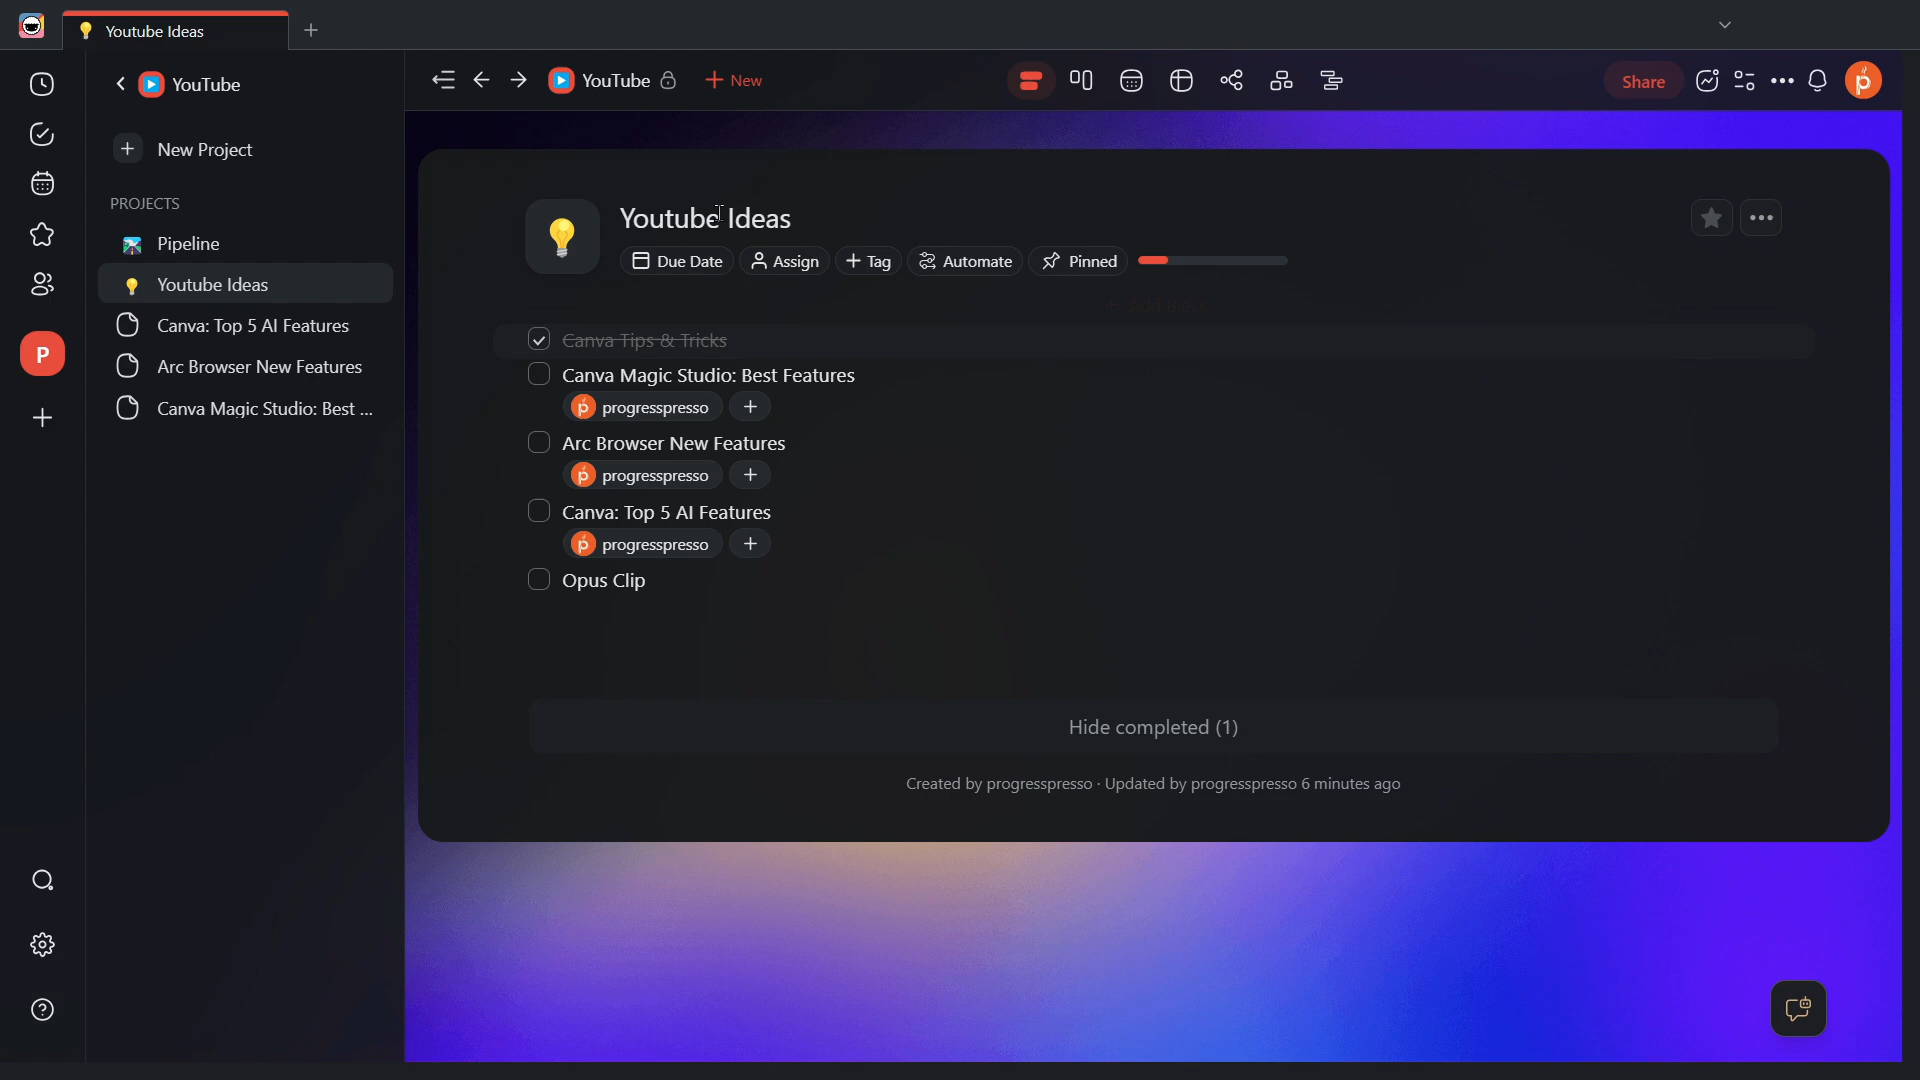 Youtube Ideas
YouTube
New Project
PROJECTS
Pipeline
Youtube Ideas
Canva: Top 5 AI Features
Arc Browser New Features
Canva Magic Studio: Best ...
P
YouTube
New
Share
Youtube Ideas
Due Date
Assign
Tag
Automate
Pinned
Add Block
Canva Tips & Tricks
Canva Magic Studio: Best Features
progresspresso
Arc Browser New Features
progresspresso
Canva: Top 5 AI Features
progresspresso
Opus Clip
Hide completed (1)
Created by progresspresso · Updated by progresspresso 6 minutes ago